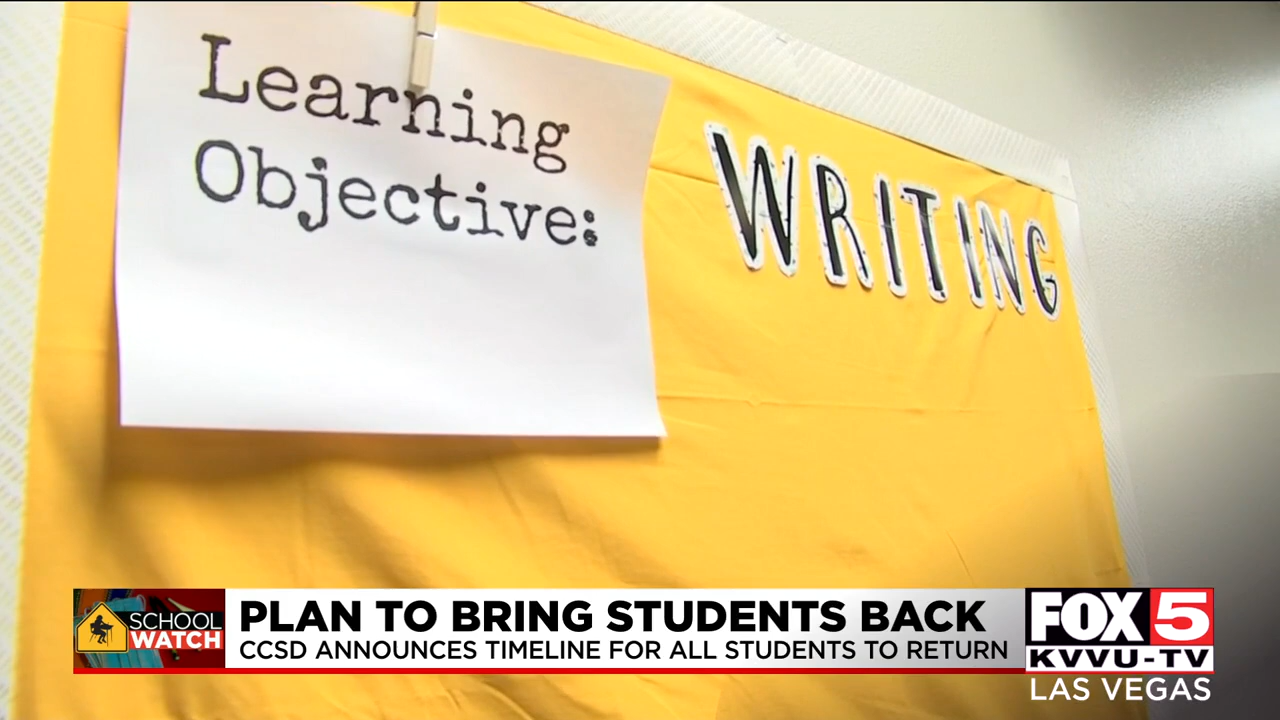 Learning
Objective:
WRITING
SCHOOL
WATCH
PLAN TO BRING STUDENTS BACK
CCSD ANNOUNCES TIMELINE FOR ALL STUDENTS TO RETURN
FOX 5
KVVU-TV
LAS VEGAS